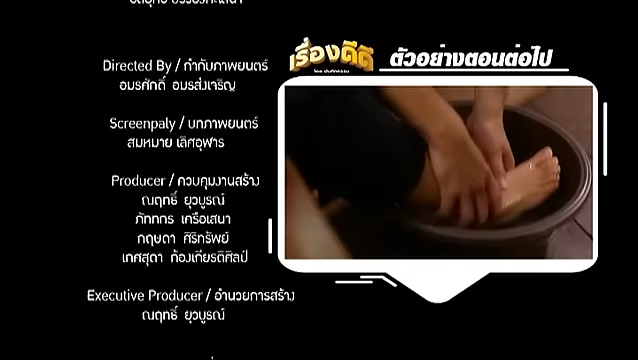 Directed By / กำกับภาพยนตร์
อมรศักดิ์ อมรส่งเจริญ
Screenpaly / บทภาพยนตร์
สมหมาย เลิศอุฬาร
Producer / ควบคุมงานสร้าง
ณฤทธิ์ ยุวบูรณ์
ภัททกร เครือเสนา
กฤษดา ศิริทรัพย์
เกศสุดา ก้องเกียรติศิลป์
Executive Producer / อำนวยการสร้าง
ณฤทธิ์ ยุวบูรณ์
เรื่องดีดี
ตัวอย่างตอนต่อไป